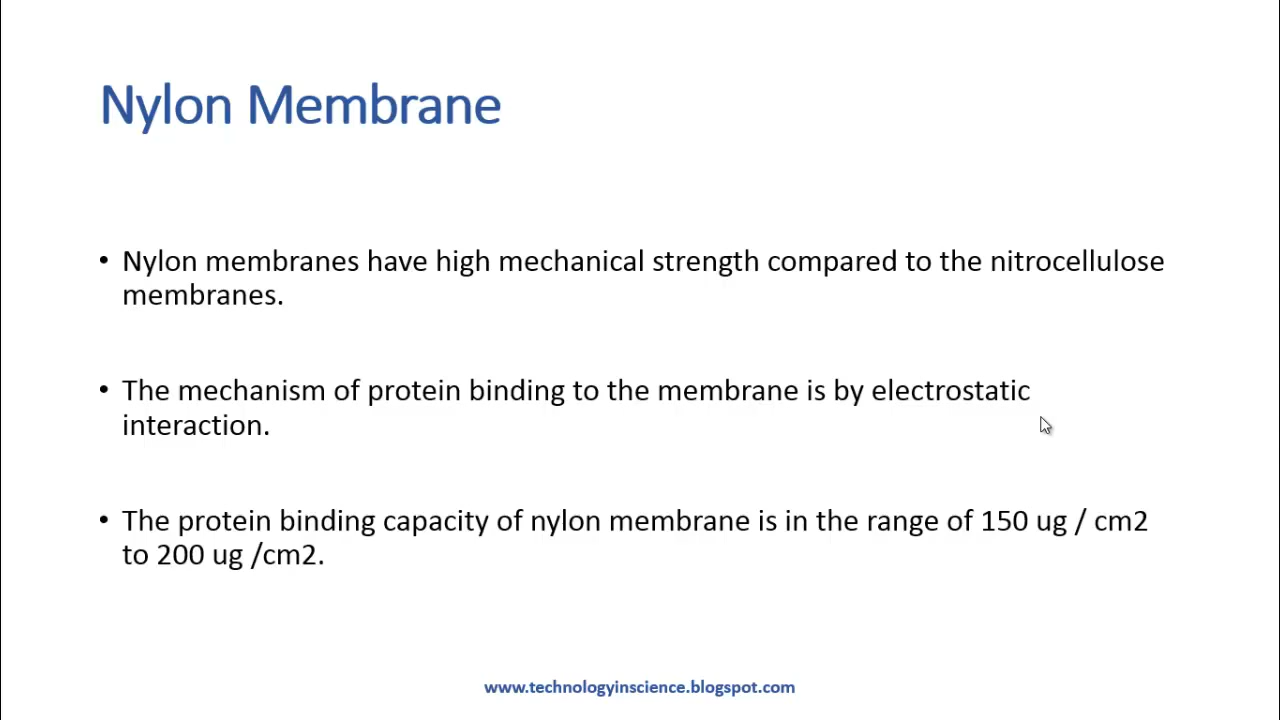 Nylon Membrane
• Nylon membranes have high mechanical strength compared to the nitrocellulose
membranes.
• The mechanism of protein binding to the membrane is by electrostatic
interaction.
• The protein binding capacity of nylon membrane is in the range of 150 ug / cm2
to 200 ug /cm2.
www.technologyinscience.blogspot.com